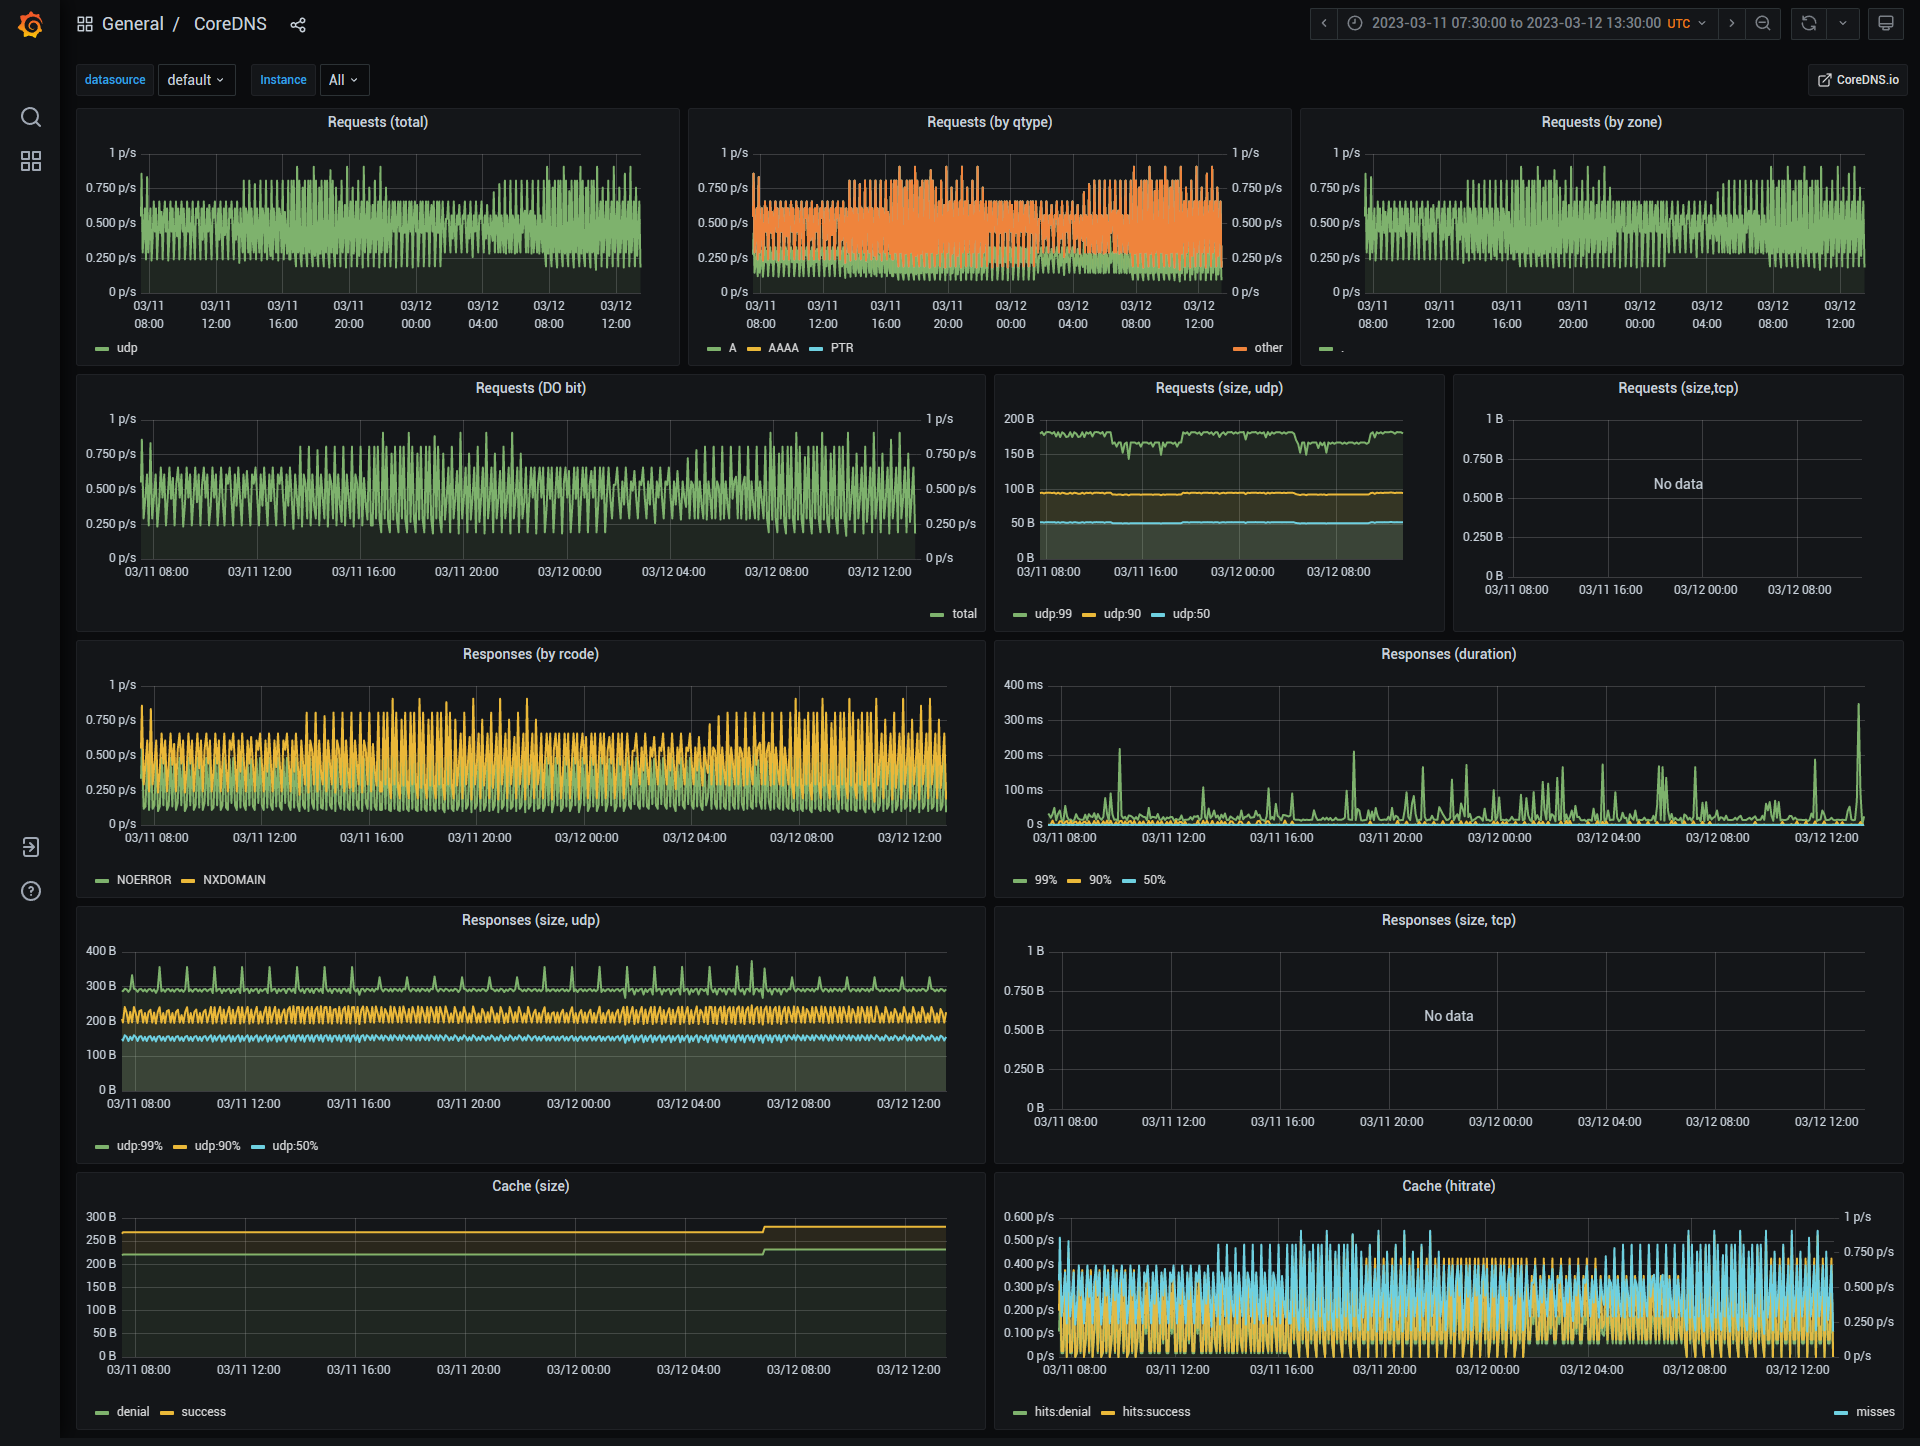 General / CoreDNS
2023-03-11 07:30:00 to 2023-03-12 13:30:00 UTC
datasource default Instance All CoreDNS.io
Requests (total)
1 p/s
0.750 p/s
0.500 p/s
0.250 p/s
0 p/s
03/11 03/11 03/11 03/11 03/12 03/12 03/12 03/12
08:00 12:00 16:00 20:00 00:00 04:00 08:00 12:00
udp
Requests (by qtype)
1 p/s 1 p/s
0.750 p/s 0.750 p/s
0.500 p/s 0.500 p/s
0.250 p/s 0.250 p/s
0 p/s 0 p/s
03/11 03/11 03/11 03/11 03/12 03/12 03/12 03/12
08:00 12:00 16:00 20:00 00:00 04:00 08:00 12:00
A AAAA PTR other
Requests (by zone)
1 p/s
0.750 p/s
0.500 p/s
0.250 p/s
0 p/s
03/11 03/11 03/11 03/11 03/12 03/12 03/12 03/12
08:00 12:00 16:00 20:00 00:00 04:00 08:00 12:00
.
Requests (DO bit)
1 p/s 1 p/s
0.750 p/s 0.750 p/s
0.500 p/s 0.500 p/s
0.250 p/s 0.250 p/s
0 p/s 0 p/s
03/11 08:00 03/11 12:00 03/11 16:00 03/11 20:00 03/12 00:00 03/12 04:00 03/12 08:00 03/12 12:00
total
Requests (size, udp)
200 B
150 B
100 B
50 B
0 B
03/11 08:00 03/11 16:00 03/12 00:00 03/12 08:00
udp:99 udp:90 udp:50
Requests (size,tcp)
1 B
0.750 B
No data
0.500 B
0.250 B
0 B
03/11 08:00 03/11 16:00 03/12 00:00 03/12 08:00
Responses (by rcode)
1 p/s
0.750 p/s
0.500 p/s
0.250 p/s
0 p/s
03/11 08:00 03/11 12:00 03/11 16:00 03/11 20:00 03/12 00:00 03/12 04:00 03/12 08:00 03/12 12:00
NOERROR NXDOMAIN
Responses (duration)
400 ms
300 ms
200 ms
100 ms
0 s
03/11 08:00 03/11 12:00 03/11 16:00 03/11 20:00 03/12 00:00 03/12 04:00 03/12 08:00 03/12 12:00
99% 90% 50%
Responses (size, udp)
400 B
300 B
200 B
100 B
0 B
03/11 08:00 03/11 12:00 03/11 16:00 03/11 20:00 03/12 00:00 03/12 04:00 03/12 08:00 03/12 12:00
udp:99% udp:90% udp:50%
Responses (size, tcp)
1 B
0.750 B
No data
0.500 B
0.250 B
0 B
03/11 08:00 03/11 12:00 03/11 16:00 03/11 20:00 03/12 00:00 03/12 04:00 03/12 08:00 03/12 12:00
Cache (size)
300 B
250 B
200 B
150 B
100 B
50 B
0 B
03/11 08:00 03/11 12:00 03/11 16:00 03/11 20:00 03/12 00:00 03/12 04:00 03/12 08:00 03/12 12:00
denial success
Cache (hitrate)
0.600 p/s 1 p/s
0.500 p/s
0.400 p/s 0.750 p/s
0.300 p/s 0.500 p/s
0.200 p/s
0.100 p/s 0.250 p/s
0 p/s 0 p/s
03/11 08:00 03/11 12:00 03/11 16:00 03/11 20:00 03/12 00:00 03/12 04:00 03/12 08:00 03/12 12:00
hits:denial hits:success misses